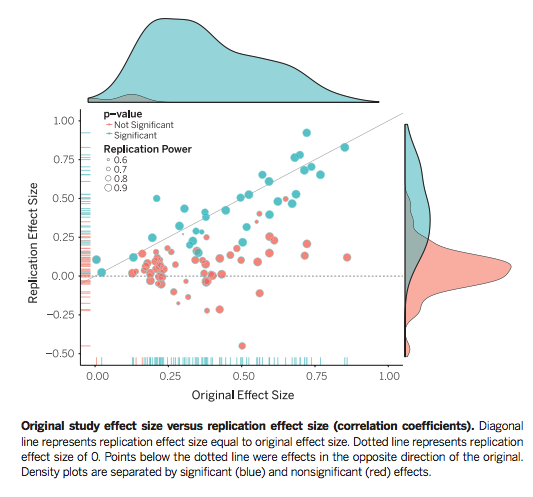 p-value
Not Significant
Significant
Replication Power
0.6
0.7
0.8
0.9
Replication Effect Size
1.00
0.75
0.50
0.25
0.00
−0.25
−0.50
0.00 0.25 0.50 0.75 1.00
Original Effect Size
Original study effect size versus replication effect size (correlation coefficients). Diagonal
line represents replication effect size equal to original effect size. Dotted line represents replication
effect size of 0. Points below the dotted line were effects in the opposite direction of the original.
Density plots are separated by significant (blue) and nonsignificant (red) effects.